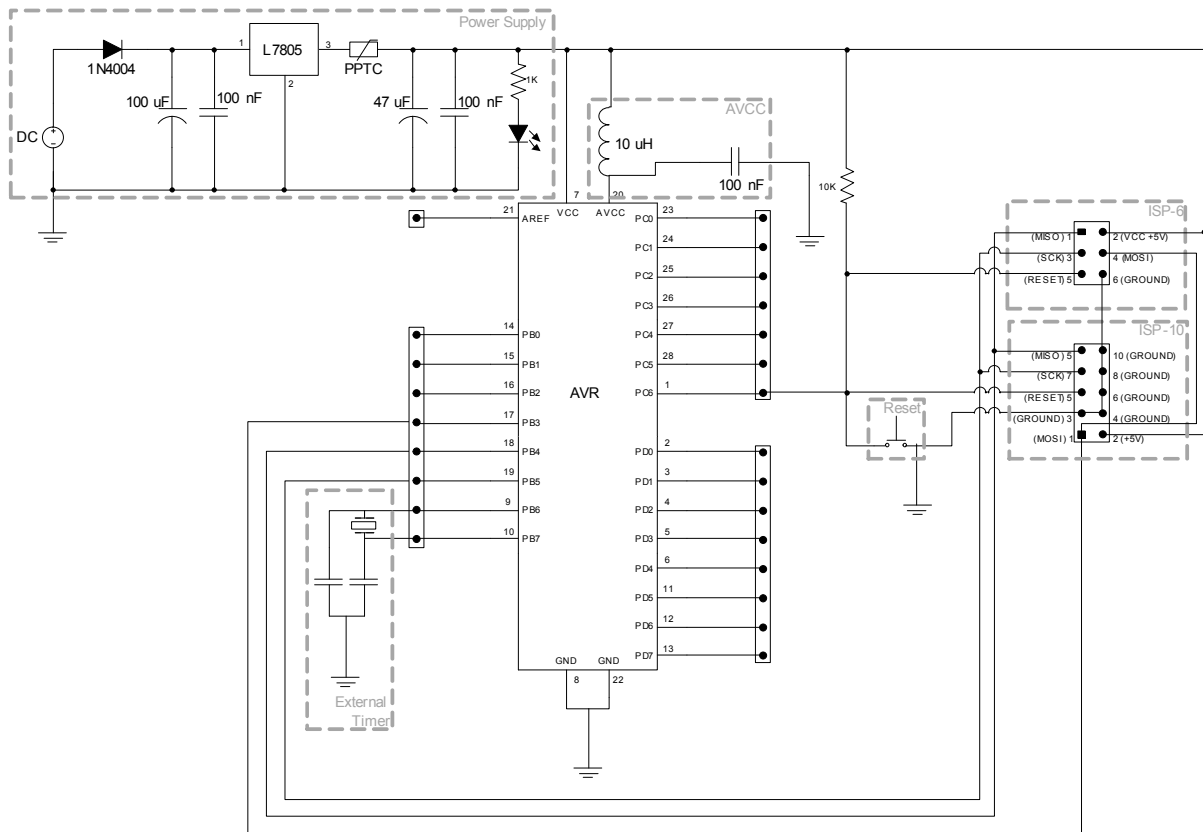 Power Supply
1N4004
1
L7805
3
2
PPTC
100 uF
100 nF
47 uF
100 nF
1K
DC
AVCC
10 uH
100 nF
10K
7
20
VCC
AVCC
21
AREF
AVR
14
PB0
15
PB1
16
PB2
17
PB3
18
PB4
19
PB5
9
PB6
10
PB7
23
PC0
24
PC1
25
PC2
26
PC3
27
PC4
28
PC5
1
PC6
2
PD0
3
PD1
4
PD2
5
PD3
6
PD4
11
PD5
12
PD6
13
PD7
GND
GND
8
22
External
Timer
Reset
ISP-6
(MISO) 1
2 (VCC +5V)
(SCK) 3
4 (MOSI)
(RESET) 5
6 (GROUND)
ISP-10
(MISO) 5
10 (GROUND)
(SCK) 7
8 (GROUND)
(RESET) 5
6 (GROUND)
(GROUND) 3
4 (GROUND)
(MOSI) 1
2 (+5V)